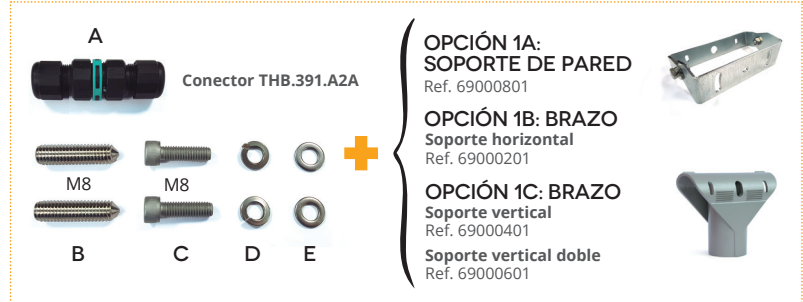 A
Conector THB.391.A2A
M8
M8
B
C
D
E
OPCIÓN 1A:
SOPORTE DE PARED
Ref. 69000801
OPCIÓN 1B: BRAZO
Soporte horizontal
Ref. 69000201
OPCIÓN 1C: BRAZO
Soporte vertical
Ref. 69000401
Soporte vertical doble
Ref. 69000601